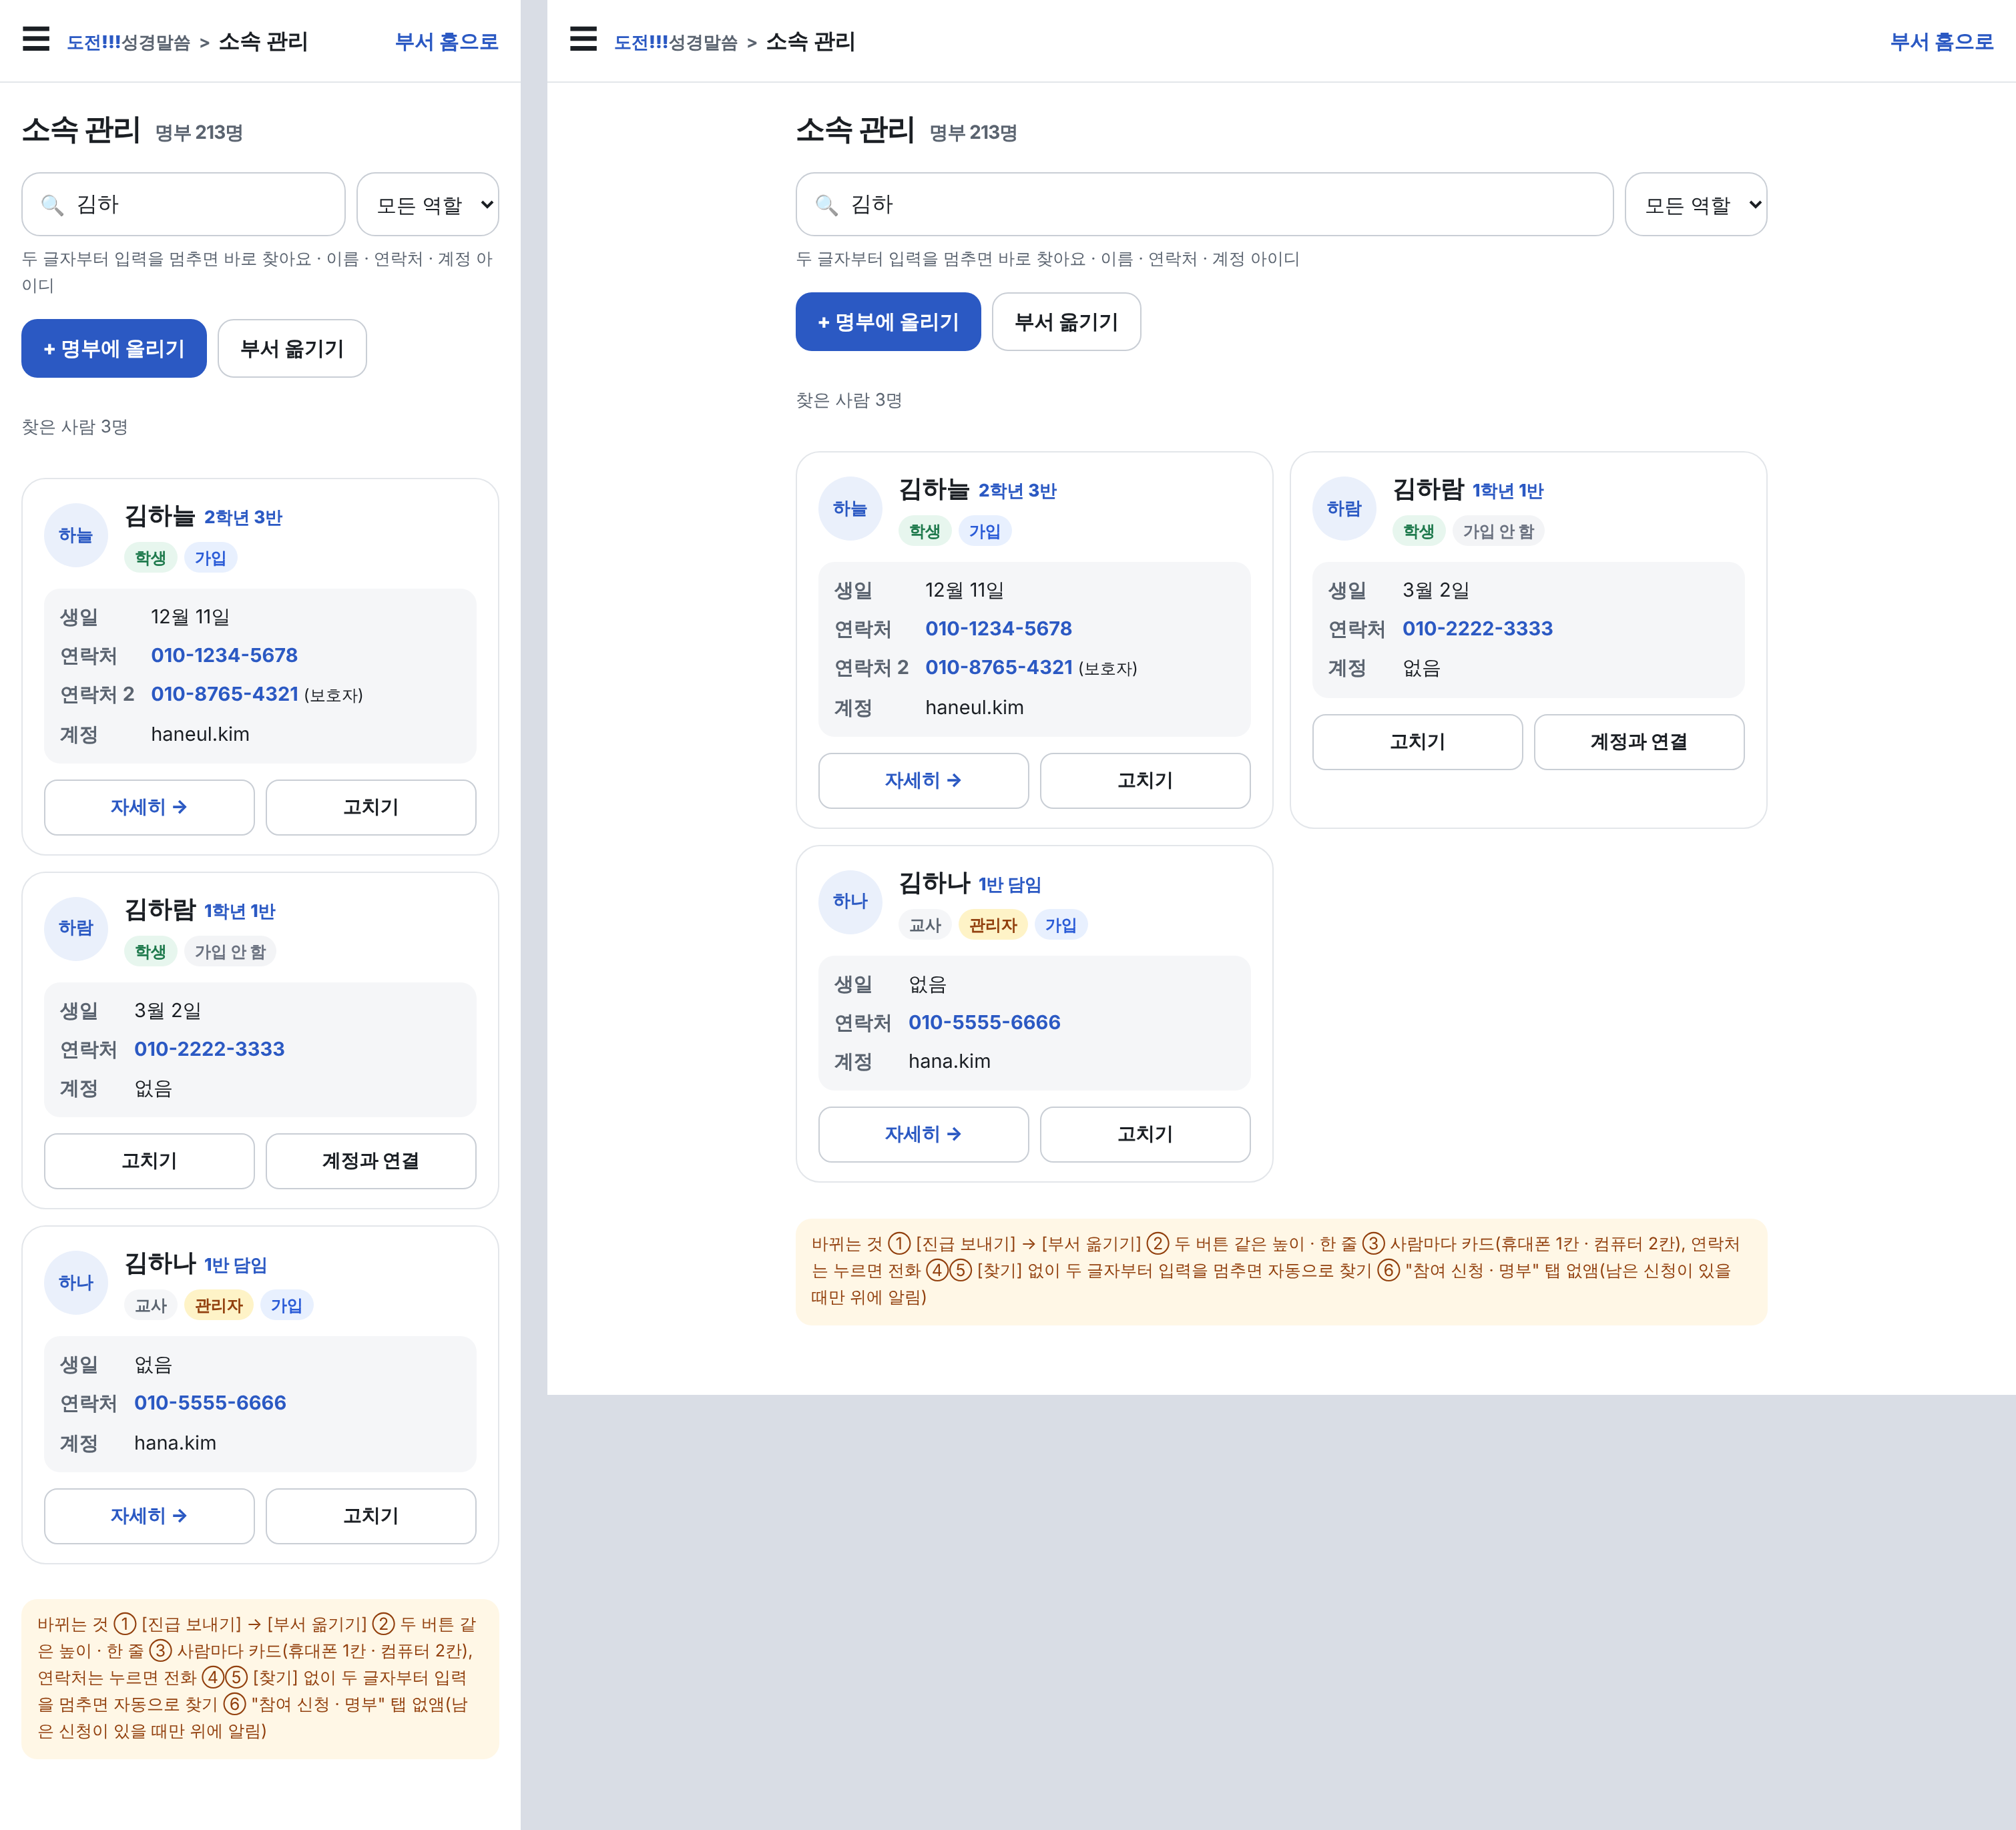 ☰ 도전!!!성경말씀 > 소속 관리 부서 홈으로
소속 관리 명부 213명
🔍 김하 모든 역할
두 글자부터 입력을 멈추면 바로 찾아요 · 이름 · 연락처 · 계정 아
이디
+ 명부에 올리기 부서 옮기기
찾은 사람 3명
하늘 김하늘 2학년 3반
학생 가입
생일 12월 11일
연락처 010-1234-5678
연락처 2 010-8765-4321 (보호자)
계정 haneul.kim
자세히 → 고치기
하람 김하람 1학년 1반
학생 가입 안 함
생일 3월 2일
연락처 010-2222-3333
계정 없음
고치기 계정과 연결
하나 김하나 1반 담임
교사 관리자 가입
생일 없음
연락처 010-5555-6666
계정 hana.kim
자세히 → 고치기
바뀌는 것 ① [진급 보내기] → [부서 옮기기] ② 두 버튼 같
은 높이 · 한 줄 ③ 사람마다 카드(휴대폰 1칸 · 컴퓨터 2칸),
연락처는 누르면 전화 ④⑤ [찾기] 없이 두 글자부터 입력
을 멈추면 자동으로 찾기 ⑥ "참여 신청 · 명부" 탭 없앰(남
은 신청이 있을 때만 위에 알림)
☰ 도전!!!성경말씀 > 소속 관리 부서 홈으로
소속 관리 명부 213명
🔍 김하 모든 역할
두 글자부터 입력을 멈추면 바로 찾아요 · 이름 · 연락처 · 계정 아이디
+ 명부에 올리기 부서 옮기기
찾은 사람 3명
하늘 김하늘 2학년 3반
학생 가입
생일 12월 11일
연락처 010-1234-5678
연락처 2 010-8765-4321 (보호자)
계정 haneul.kim
자세히 → 고치기
하람 김하람 1학년 1반
학생 가입 안 함
생일 3월 2일
연락처 010-2222-3333
계정 없음
고치기 계정과 연결
하나 김하나 1반 담임
교사 관리자 가입
생일 없음
연락처 010-5555-6666
계정 hana.kim
자세히 → 고치기
바뀌는 것 ① [진급 보내기] → [부서 옮기기] ② 두 버튼 같은 높이 · 한 줄 ③ 사람마다 카드(휴대폰 1칸 · 컴퓨터 2칸), 연락처
는 누르면 전화 ④⑤ [찾기] 없이 두 글자부터 입력을 멈추면 자동으로 찾기 ⑥ "참여 신청 · 명부" 탭 없앰(남은 신청이 있을
때만 위에 알림)